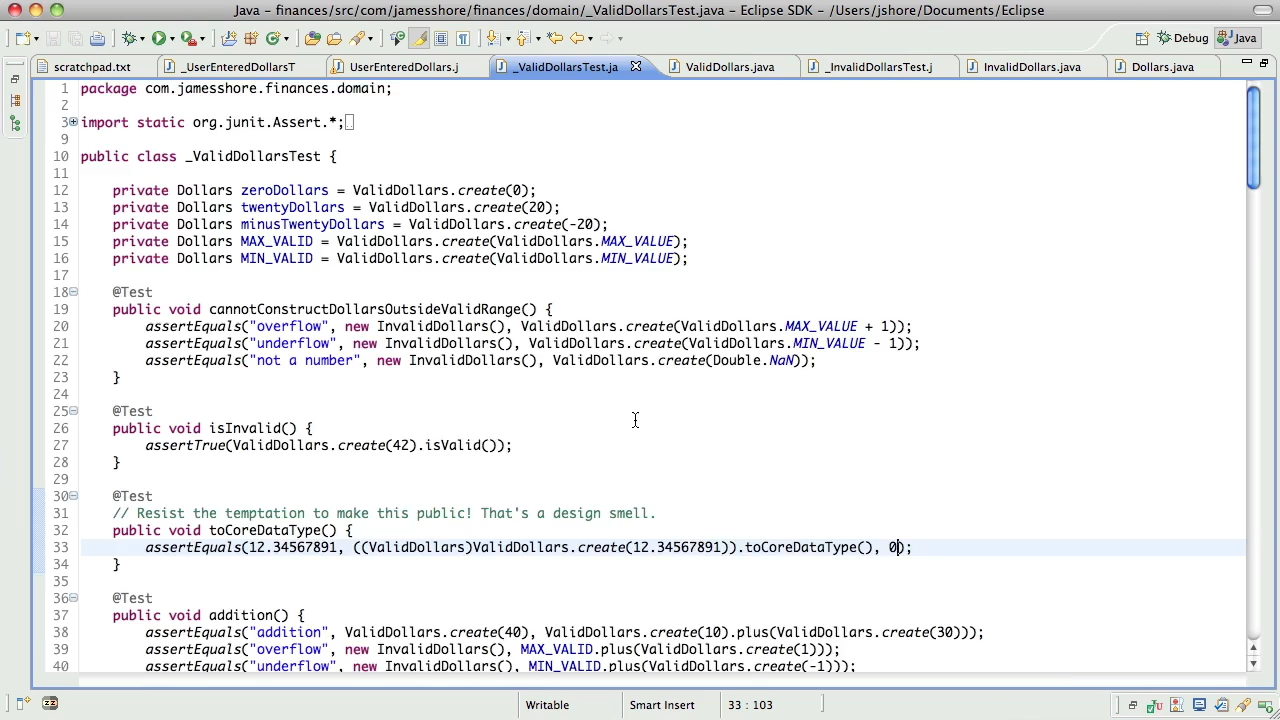 Java - finances/src/com/jamesshore/finances/domain/_ValidDollarsTest.java - Eclipse SDK - /Users/jshore/Documents/Eclipse
Debug Java
scratchpad.txt _UserEnteredDollarsT UserEnteredDollars.j _ValidDollarsTest.ja ValidDollars.java _InvalidDollarsTest.j InvalidDollars.java Dollars.java
1 package com.jamesshore.finances.domain;
2
3 import static org.junit.Assert.*;
9
10 public class _ValidDollarsTest {
11
12 private Dollars zeroDollars = ValidDollars.create(0);
13 private Dollars twentyDollars = ValidDollars.create(20);
14 private Dollars minusTwentyDollars = ValidDollars.create(-20);
15 private Dollars MAX_VALID = ValidDollars.create(ValidDollars.MAX_VALUE);
16 private Dollars MIN_VALID = ValidDollars.create(ValidDollars.MIN_VALUE);
17
18 @Test
19 public void cannotConstructDollarsOutsideValidRange() {
20 assertEquals("overflow", new InvalidDollars(), ValidDollars.create(ValidDollars.MAX_VALUE + 1));
21 assertEquals("underflow", new InvalidDollars(), ValidDollars.create(ValidDollars.MIN_VALUE - 1));
22 assertEquals("not a number", new InvalidDollars(), ValidDollars.create(Double.NaN));
23 }
24
25 @Test
26 public void isInvalid() {
27 assertTrue(ValidDollars.create(42).isValid());
28 }
29
30 @Test
31 // Resist the temptation to make this public! That's a design smell.
32 public void toCoreDataType() {
33 assertEquals(12.34567891, ((ValidDollars)ValidDollars.create(12.34567891)).toCoreDataType(), 0);
34 }
35
36 @Test
37 public void addition() {
38 assertEquals("addition", ValidDollars.create(40), ValidDollars.create(10).plus(ValidDollars.create(30)));
39 assertEquals("overflow", new InvalidDollars(), MAX_VALID.plus(ValidDollars.create(1)));
40 assertEquals("underflow", new InvalidDollars(), MIN_VALID.plus(ValidDollars.create(-1)));
Writable Smart Insert 33 : 103